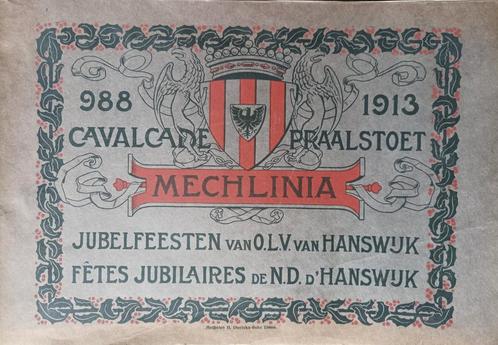 988 1913
CAVALCADE PRAALSTOET
MECHLINIA
JUBELFEESTEN VAN O.L.V. VAN HANSWIJK
FÊTES JUBILAIRES DE N.D. D'HANSWIJK